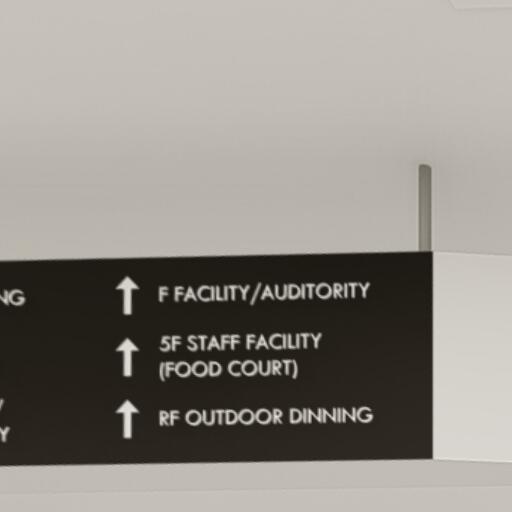 NG
F FACILITY/AUDITORITY
5F STAFF FACILITY
(FOOD COURT)
/
RF OUTDOOR DINNING
Y